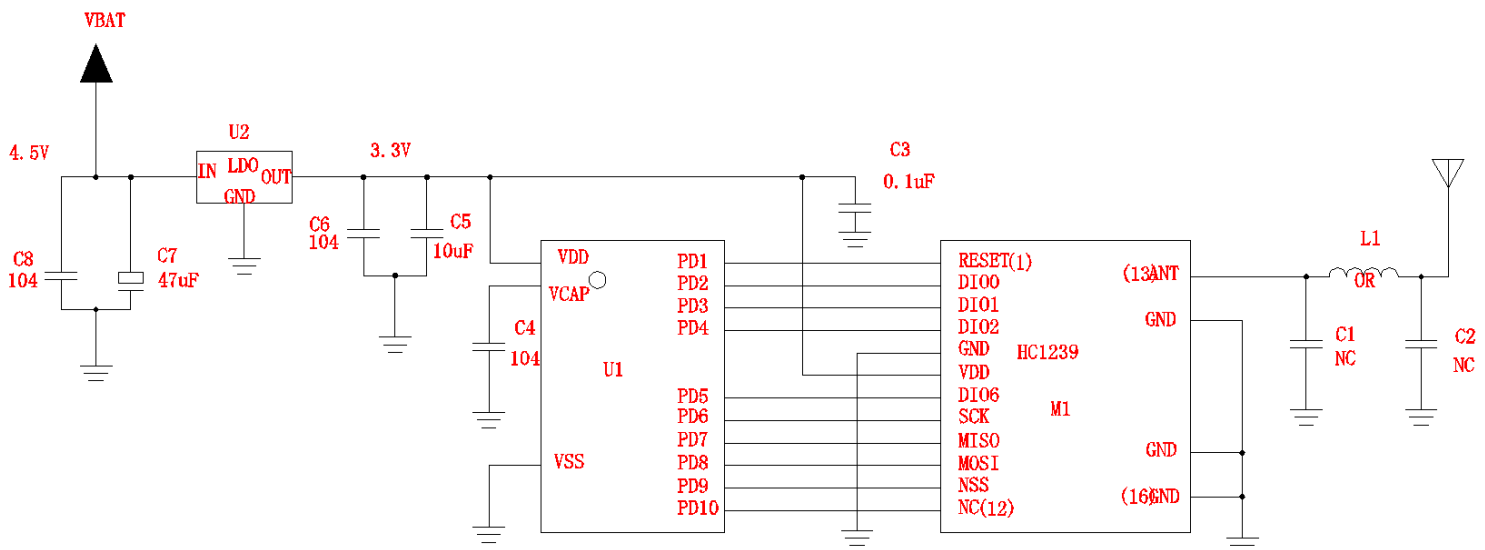 VBAT
4.5V
U2
IN LDO OUT
GND
3.3V
C3
0.1uF
C8
104
C7
47uF
C6
104
C5
10uF
C4
104
VDD
VCAP
U1
VSS
PD1
PD2
PD3
PD4
PD5
PD6
PD7
PD8
PD9
PD10
RESET(1)
DIO0
DIO1
DIO2
GND
VDD
DIO6
SCK
MISO
MOSI
NSS
NC(12)
HC1239
M1
(13)ANT
GND
GND
(16)GND
L1
0R
C1
NC
C2
NC